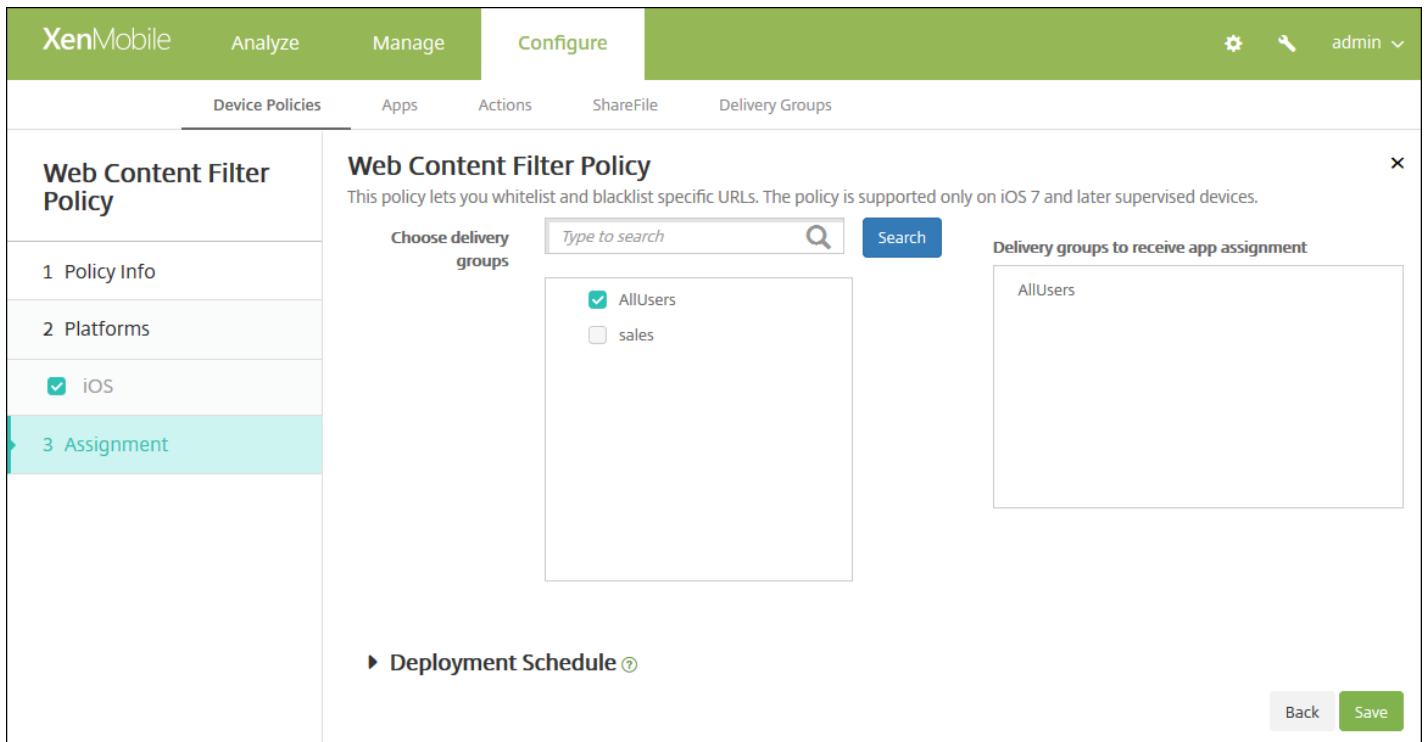 XenMobile Analyze Manage Configure admin
Device Policies Apps Actions ShareFile Delivery Groups
Web Content Filter
Policy
1 Policy Info
2 Platforms
iOS
3 Assignment
Web Content Filter Policy
This policy lets you whitelist and blacklist specific URLs. The policy is supported only on iOS 7 and later supervised devices.
Choose delivery
groups
Type to search
Search
AllUsers
sales
Delivery groups to receive app assignment
AllUsers
Deployment Schedule ?
Back Save